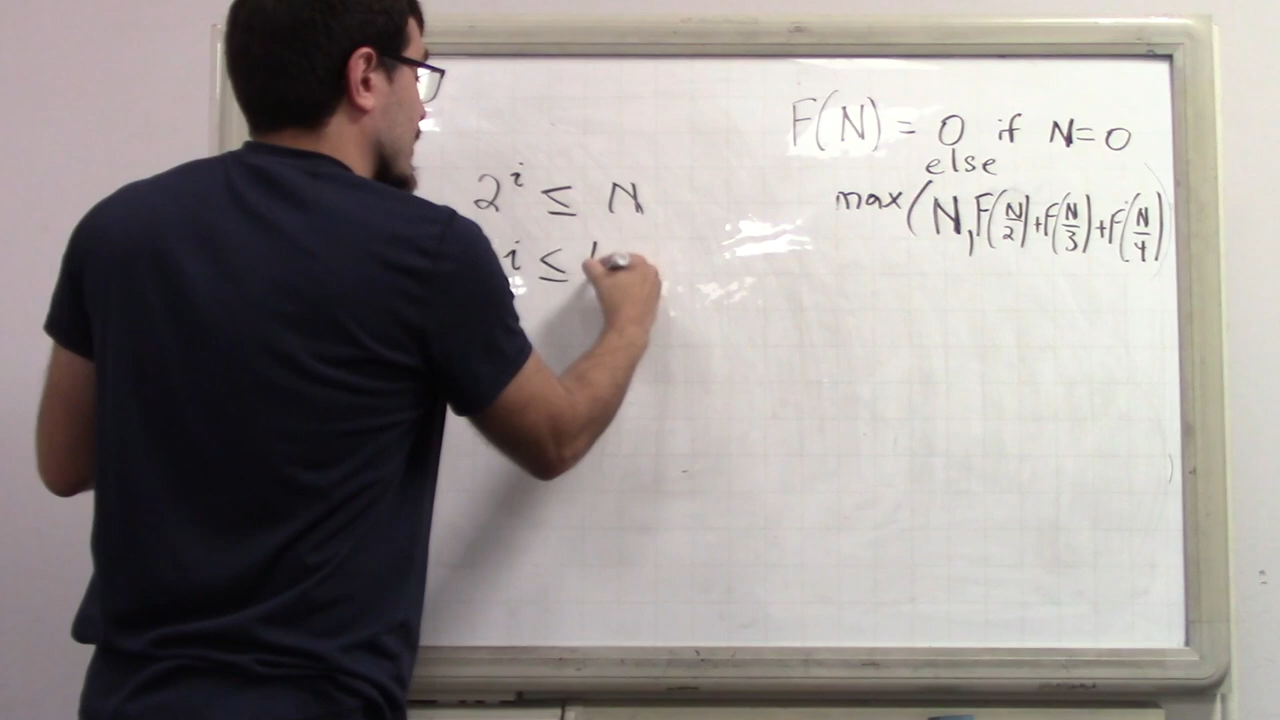 F(N) = 0 if N=0
else
max(N, F(N/2)+F(N/3)+F(N/4))
2^i ≤ N
i ≤